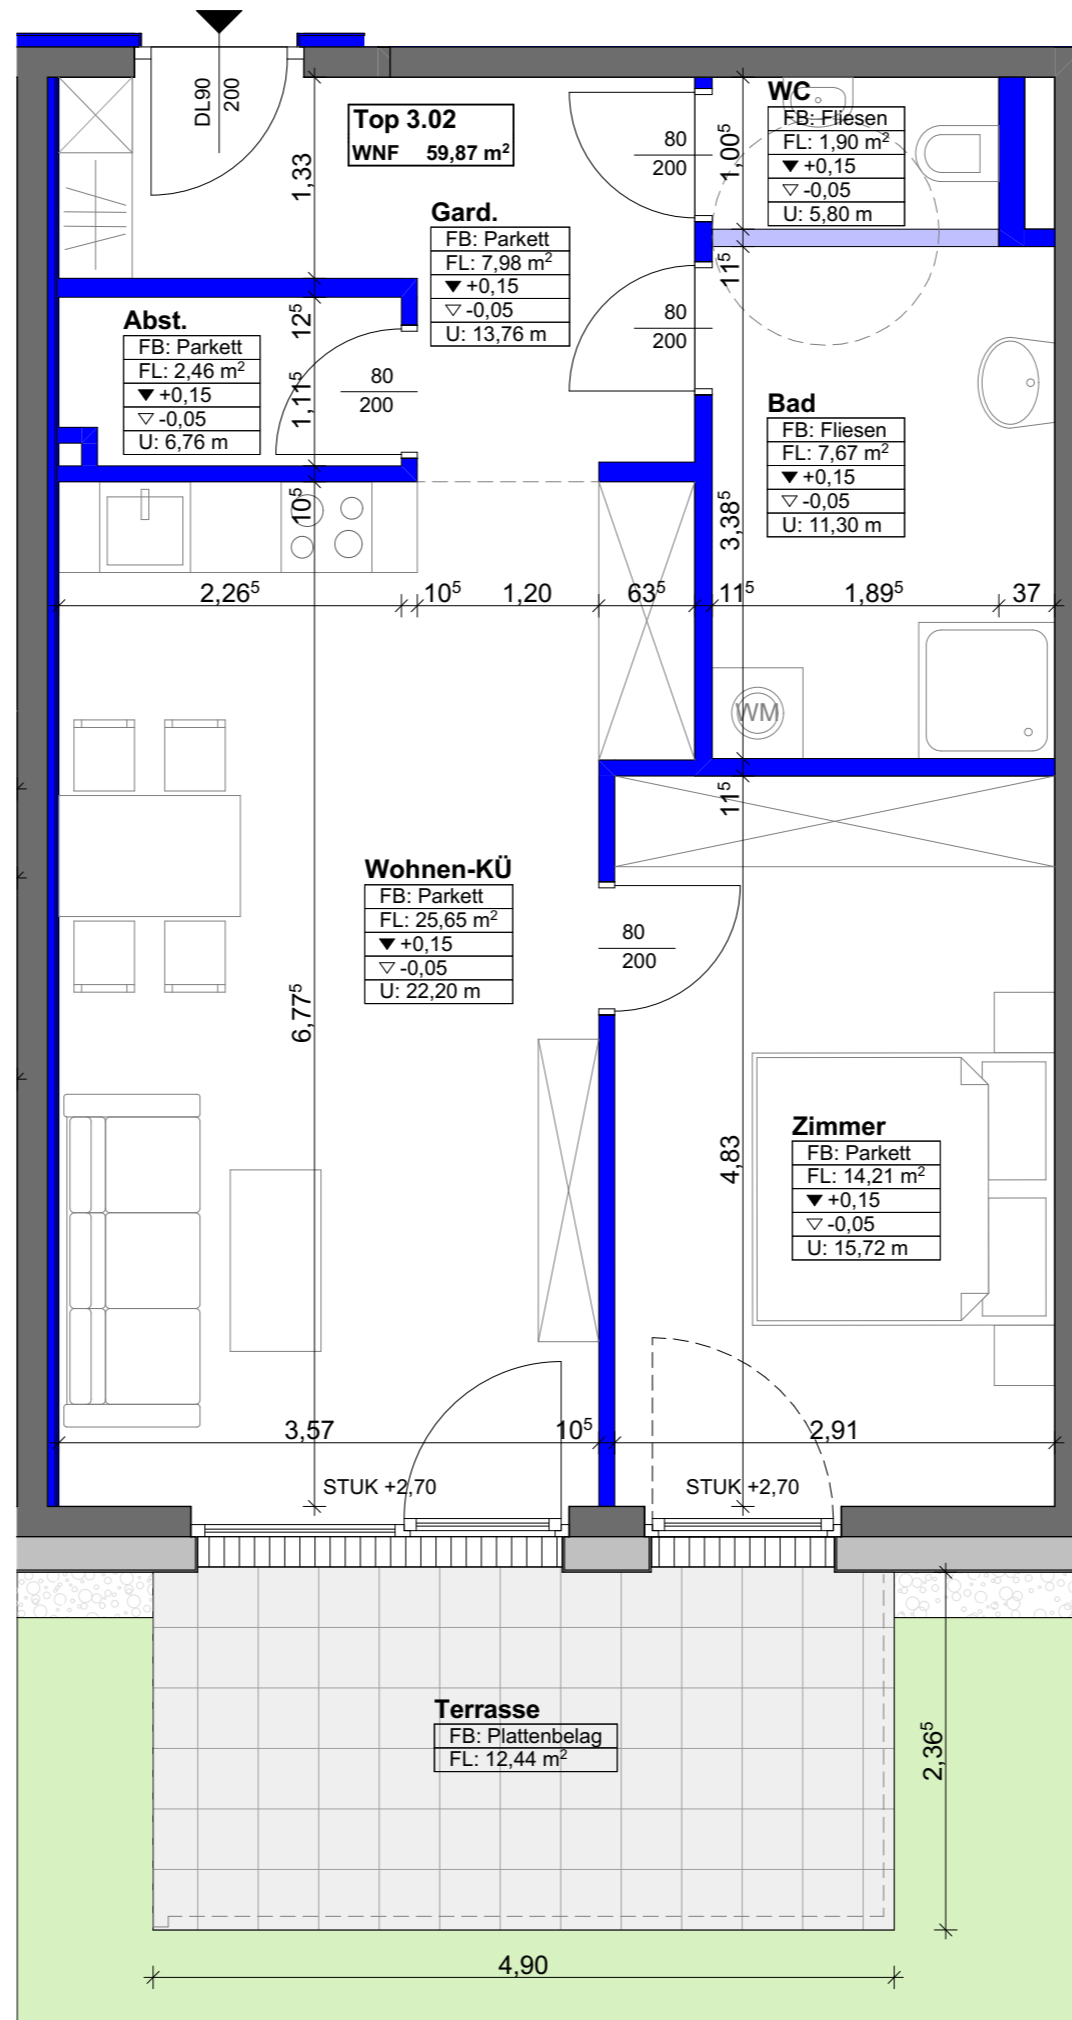 DL90
200
Top 3.02
WNF 59,87 m²
80
200
WC
FB: Fliesen
FL: 1,90 m²
▼ +0,15
▽ -0,05
U: 5,80 m
1,00⁵
1,33
Gard.
FB: Parkett
FL: 7,98 m²
▼ +0,15
▽ -0,05
U: 13,76 m
11⁵
80
200
Abst.
FB: Parkett
FL: 2,46 m²
▼ +0,15
▽ -0,05
U: 6,76 m
12⁵
1,11⁵
80
200
Bad
FB: Fliesen
FL: 7,67 m²
▼ +0,15
▽ -0,05
U: 11,30 m
10⁵
3,38⁵
2,26⁵
10⁵
1,20
63⁵
11⁵
1,89⁵
37
WM
11⁵
Wohnen-KÜ
FB: Parkett
FL: 25,65 m²
▼ +0,15
▽ -0,05
U: 22,20 m
80
200
6,77⁵
4,83
Zimmer
FB: Parkett
FL: 14,21 m²
▼ +0,15
▽ -0,05
U: 15,72 m
3,57
10⁵
2,91
STUK +2,70
STUK +2,70
Terrasse
FB: Plattenbelag
FL: 12,44 m²
2,36⁵
4,90